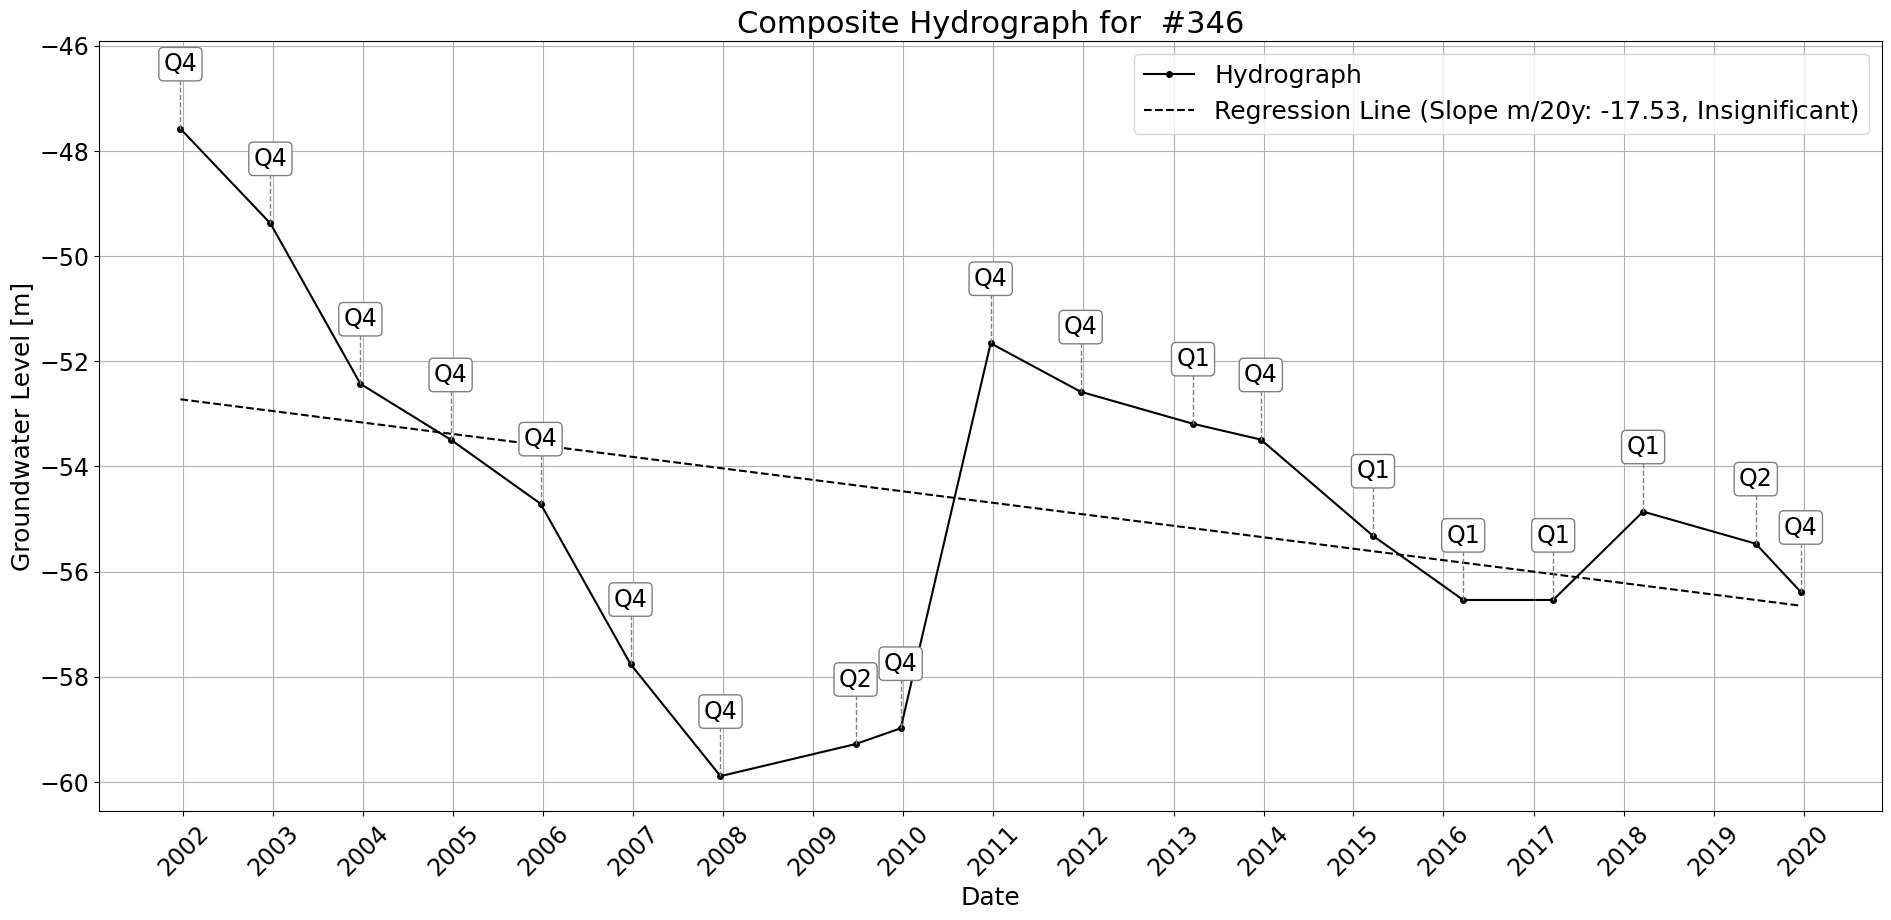 Composite Hydrograph for  #346
Hydrograph
Regression Line (Slope m/20y: -17.53, Insignificant)
Groundwater Level [m]
−46
−48
−50
−52
−54
−56
−58
−60
Q4
Q4
Q4
Q4
Q4
Q4
Q4
Q2
Q4
Q4
Q4
Q1
Q4
Q1
Q1
Q1
Q1
Q2
Q4
2002
2003
2004
2005
2006
2007
2008
2009
2010
2011
2012
2013
2014
2015
2016
2017
2018
2019
2020
Date